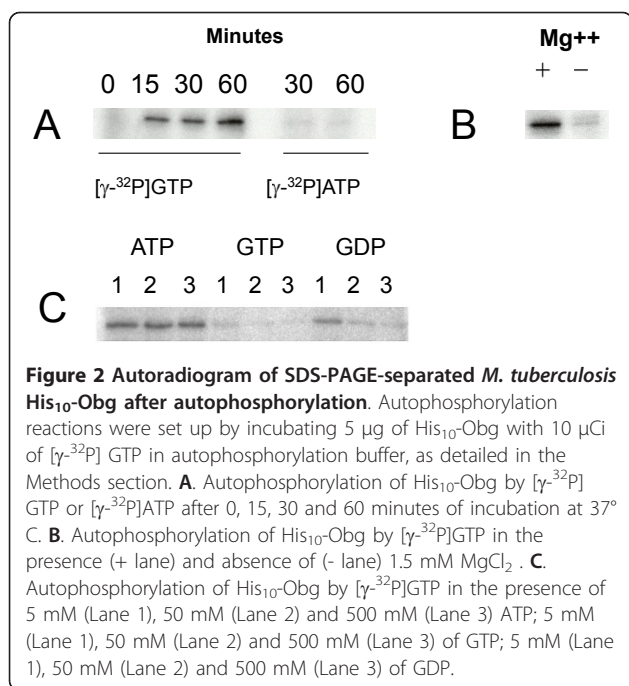 Minutes
Mg++
0 15 30 60 30 60
+ −
A
B
[γ-³²P]GTP [γ-³²P]ATP
ATP GTP GDP
1 2 3 1 2 3 1 2 3
C
Figure 2 Autoradiogram of SDS-PAGE-separated M. tuberculosis
His₁₀-Obg after autophosphorylation. Autophosphorylation
reactions were set up by incubating 5 μg of His₁₀-Obg with 10 μCi
of [γ-³²P] GTP in autophosphorylation buffer, as detailed in the
Methods section. A. Autophosphorylation of His₁₀-Obg by [γ-³²P]
GTP or [γ-³²P]ATP after 0, 15, 30 and 60 minutes of incubation at 37°
C. B. Autophosphorylation of His₁₀-Obg by [γ-³²P]GTP in the
presence (+ lane) and absence of (- lane) 1.5 mM MgCl₂ . C.
Autophosphorylation of His₁₀-Obg by [γ-³²P]GTP in the presence of
5 mM (Lane 1), 50 mM (Lane 2) and 500 mM (Lane 3) ATP; 5 mM
(Lane 1), 50 mM (Lane 2) and 500 mM (Lane 3) of GTP; 5 mM (Lane
1), 50 mM (Lane 2) and 500 mM (Lane 3) of GDP.